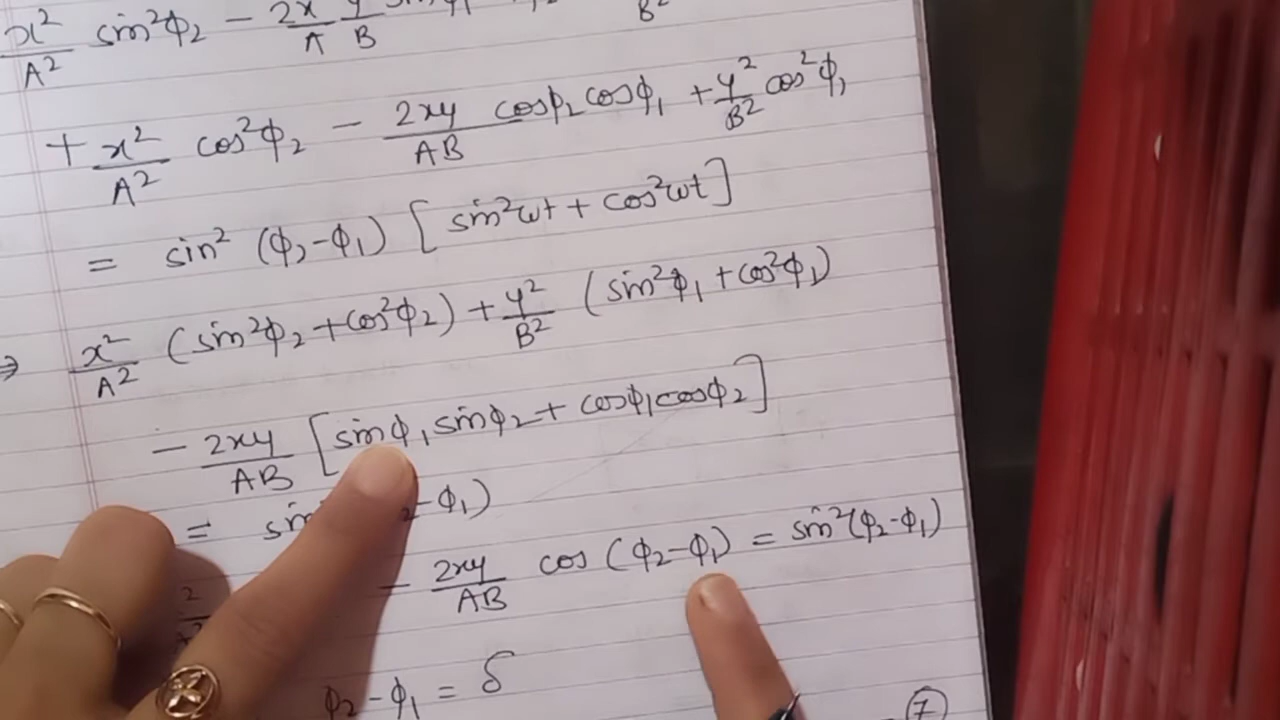 x²/A² sin²φ₂ − 2x/A y/B
+ x²/A² cos²φ₂ − 2xy/AB cosφ₂ cosφ₁ + y²/B² cos²φ₁
= sin² (φ₂−φ₁) [sin²ωt + cos²ωt]
⇒ x²/A² (sin²φ₂ + cos²φ₂) + y²/B² (sin²φ₁ + cos²φ₁)
− 2xy/AB [sinφ₁ sinφ₂ + cosφ₁ cosφ₂]
= sin −φ₁)
− 2xy/AB cos (φ₂−φ₁) = sin²(φ₂−φ₁)
φ₂−φ₁ = δ
7